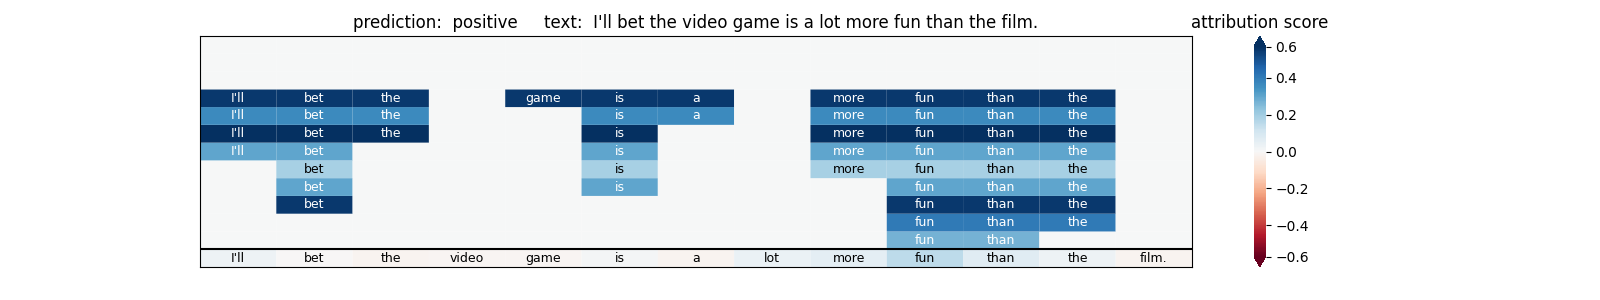 prediction:  positive     text:  I'll bet the video game is a lot more fun than the film.
attribution score
I'll bet the game is a more fun than the
I'll bet the is a more fun than the
I'll bet the is more fun than the
I'll bet is more fun than the
bet is more fun than the
bet is fun than the
bet fun than the
fun than the
fun than
I'll bet the video game is a lot more fun than the film.
0.6
0.4
0.2
0.0
−0.2
−0.4
−0.6